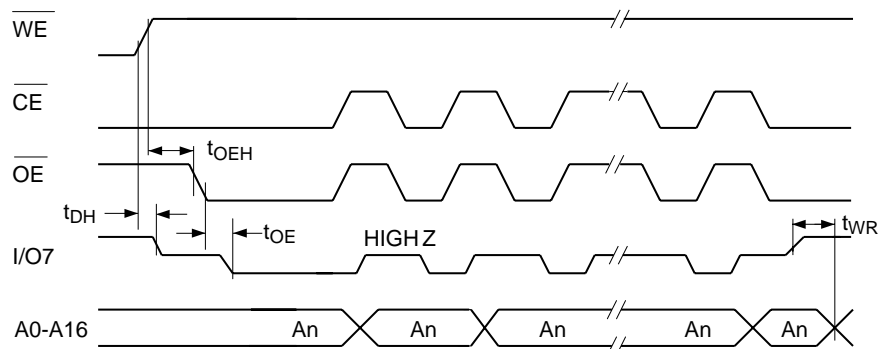 WE
CE
tOEH
OE
tDH
tOE
HIGH Z
tWR
I/O7
A0-A16
An
An
An
An
An